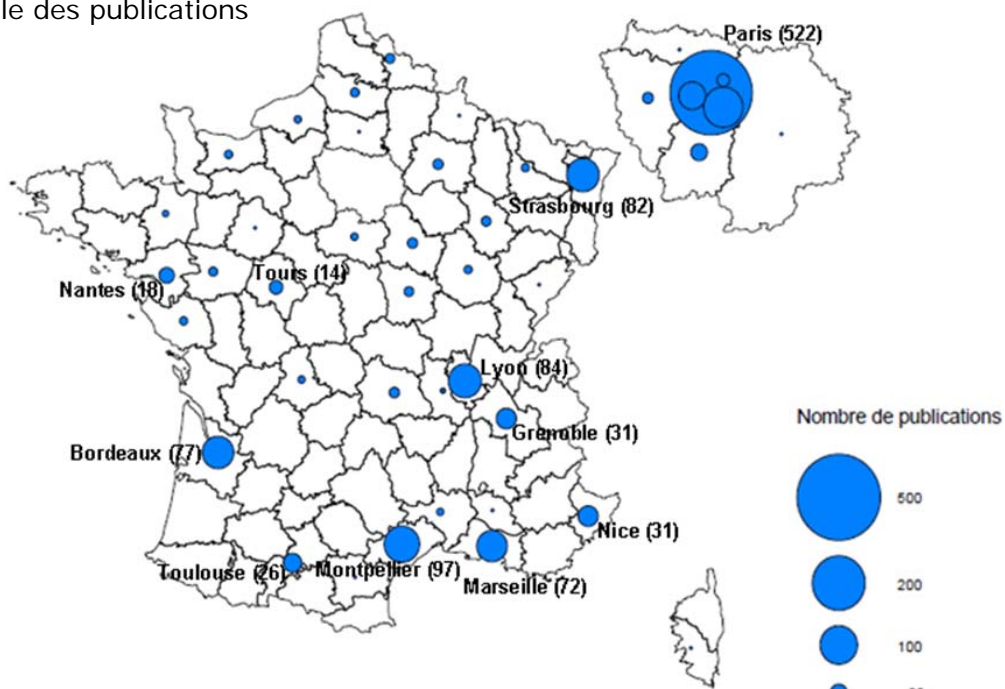 le des publications
Paris (522)
Strasbourg (82)
Tours (14)
Nantes (18)
Lyon (84)
Nombre de publications
Grenoble (31)
Bordeaux (77)
500
Nice (31)
Toulouse (26)
Montpellier (97)
Marseille (72)
200
100